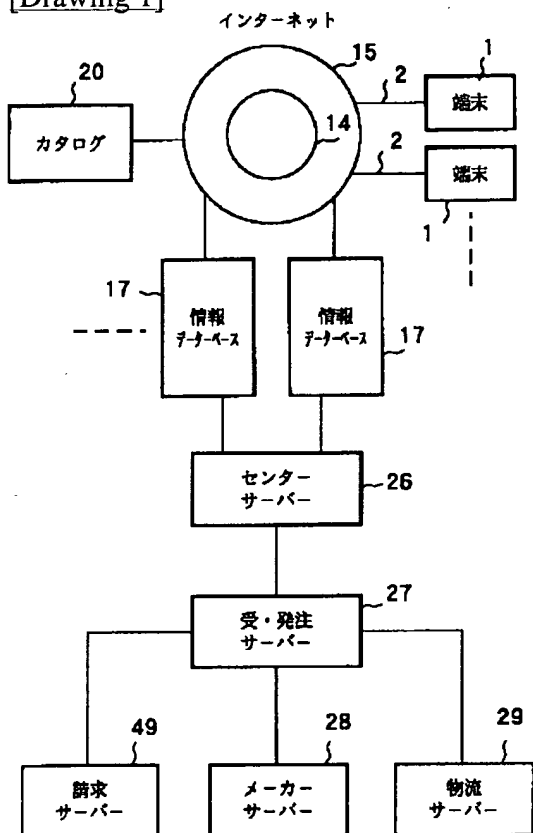 [Drawing 1]
インターネット
15
20
カタログ
14
2
1
端末
2
端末
1
17
情報
データーベース
情報
データーベース
17
センター
サーバー
26
受・発注
サーバー
27
49
請求
サーバー
28
メーカー
サーバー
29
物流
サーバー